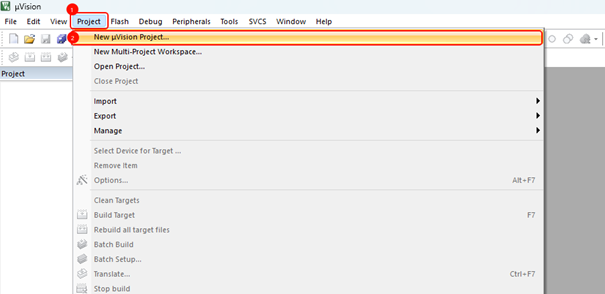 µVision
File Edit View Project Flash Debug Peripherals Tools SVCS Window Help
1
2 New µVision Project...
New Multi-Project Workspace...
Open Project...
Close Project
Project
Import
Export
Manage
Select Device for Target ...
Remove Item
Options... Alt+F7
Clean Targets
Build Target F7
Rebuild all target files
Batch Build
Batch Setup...
Translate... Ctrl+F7
Stop build